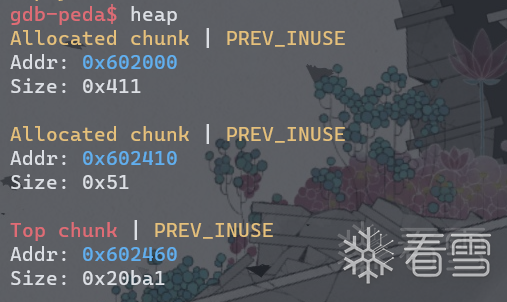 gdb-peda$ heap
Allocated chunk | PREV_INUSE
Addr: 0x602000
Size: 0x411
Allocated chunk | PREV_INUSE
Addr: 0x602410
Size: 0x51
Top chunk | PREV_INUSE
Addr: 0x602460
Size: 0x20ba1
看雪